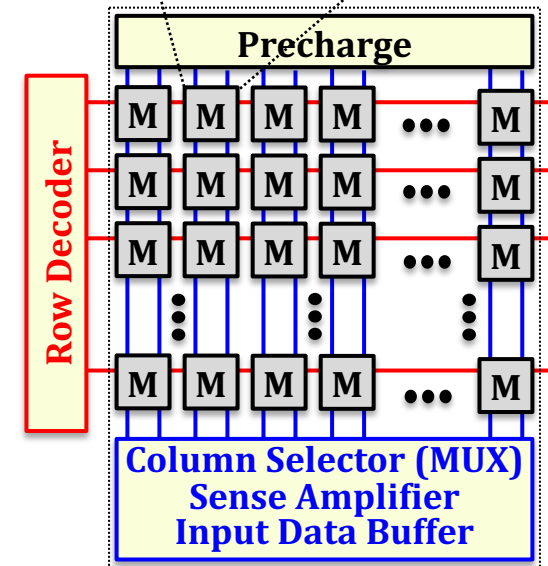 Precharge
Row Decoder
M M M M ••• M
M M M M ••• M
M M M M ••• M
M M M M ••• M
Column Selector (MUX)
Sense Amplifier
Input Data Buffer